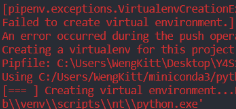 [pipenv.exceptions.VirtualenvCreationE
Failed to create virtual environment.]
An error occurred during the push oper
Creating a virtualenv for this project
Pipfile: C:\Users\WengKitt\Desktop\Y4S
Using C:/Users/WengKitt/miniconda3/pyt
[=== ] Creating virtual environment...
b\\venv\\scripts\\nt\\python.exe'